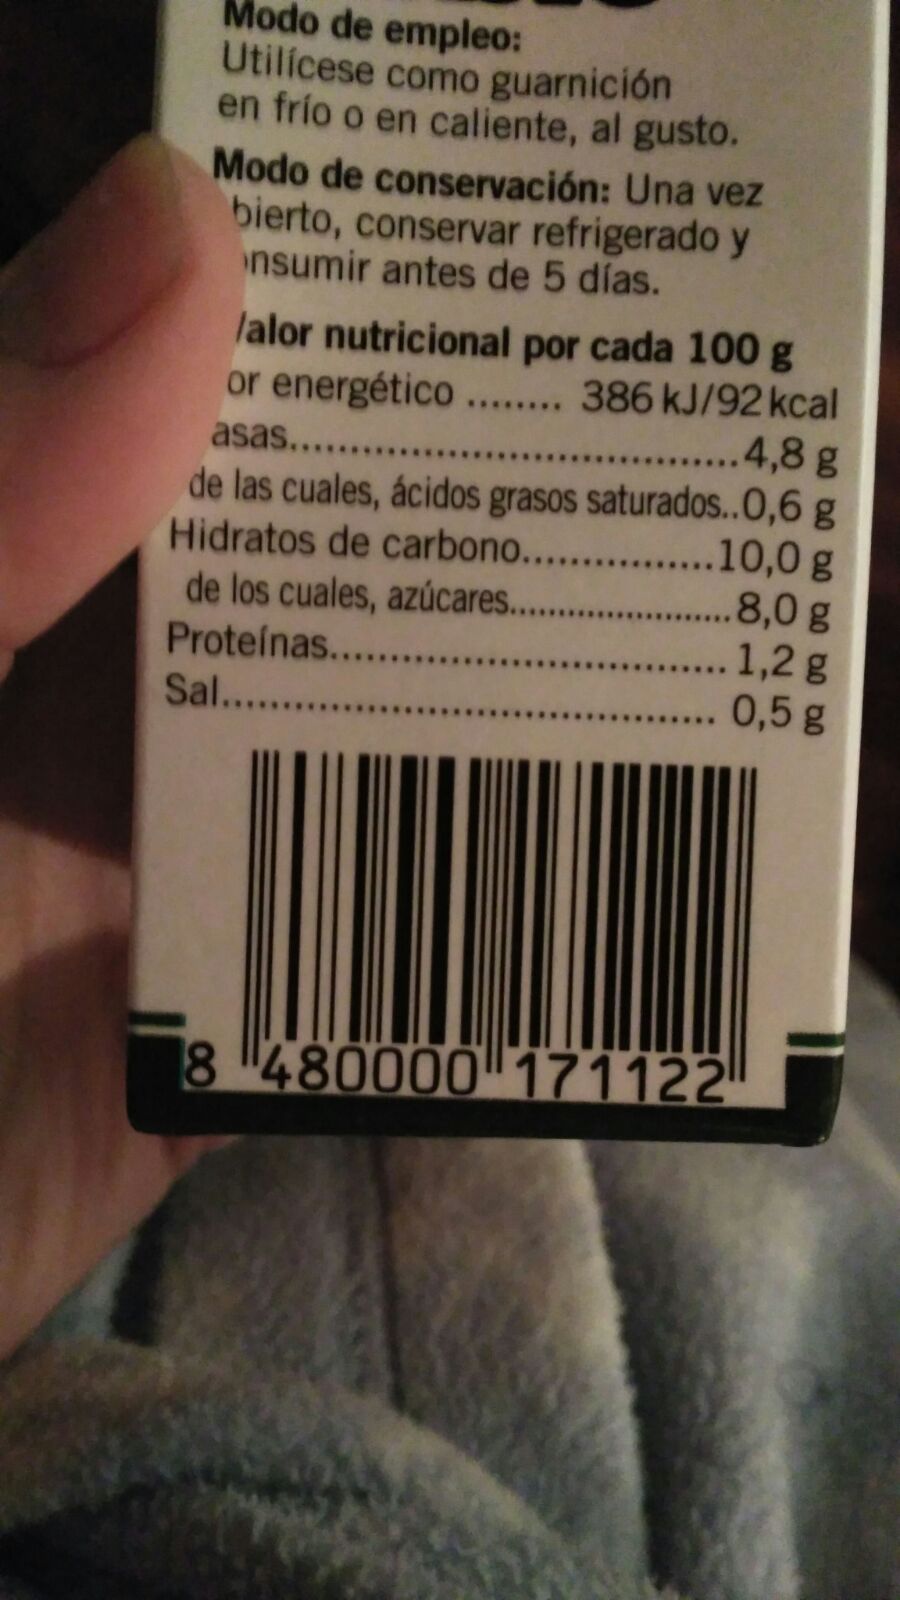 Modo de empleo:
Utilícese como guarnición
en frío o en caliente, al gusto.
Modo de conservación: Una vez
bierto, conservar refrigerado y
nsumir antes de 5 días.
Valor nutricional por cada 100 g
or energético ........ 386 kJ/92 kcal
asas..................................... 4,8 g
de las cuales, ácidos grasos saturados..0,6 g
Hidratos de carbono.................10,0 g
de los cuales, azúcares......................8,0 g
Proteínas.................................... 1,2 g
Sal............................................. 0,5 g
8 480000 171122